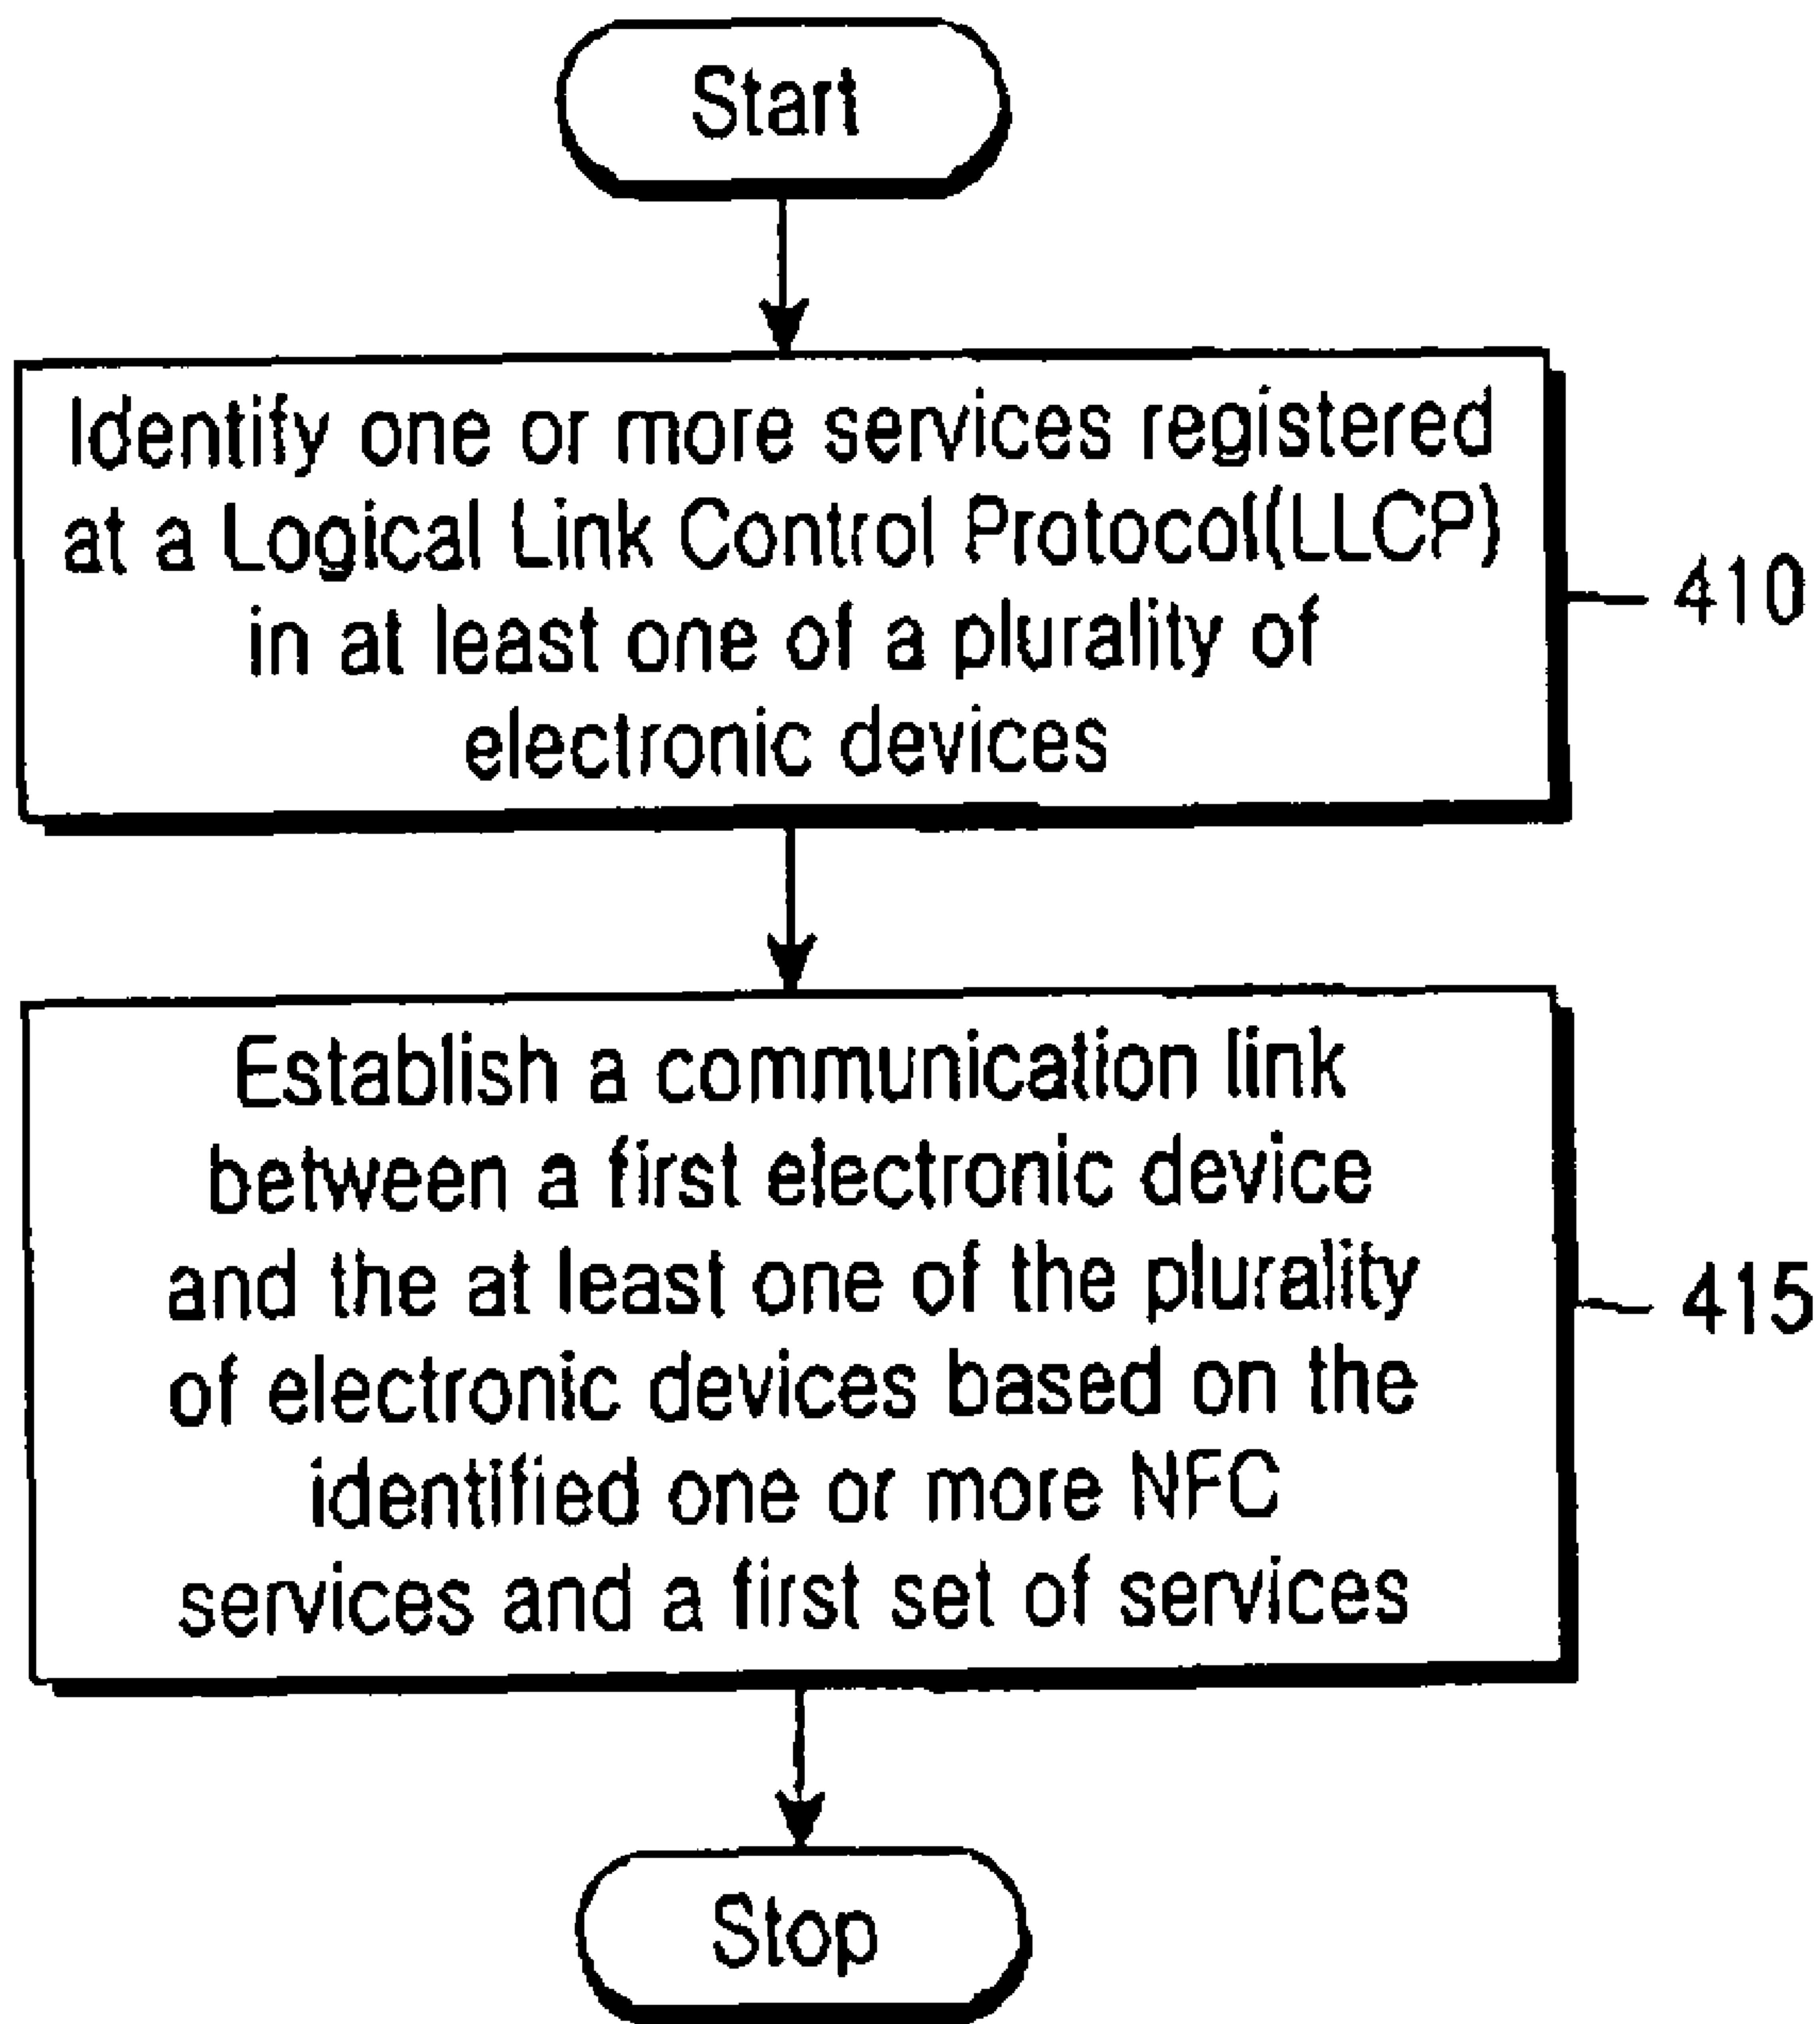 Start
Identify one or more services registered
at a Logical Link Control Protocol(LLCP)
in at least one of a plurality of
electronic devices
410
Establish a communication link
between a first electronic device
and the at least one of the plurality
of electronic devices based on the
identified one or more NFC
services and a first set of services
415
Stop